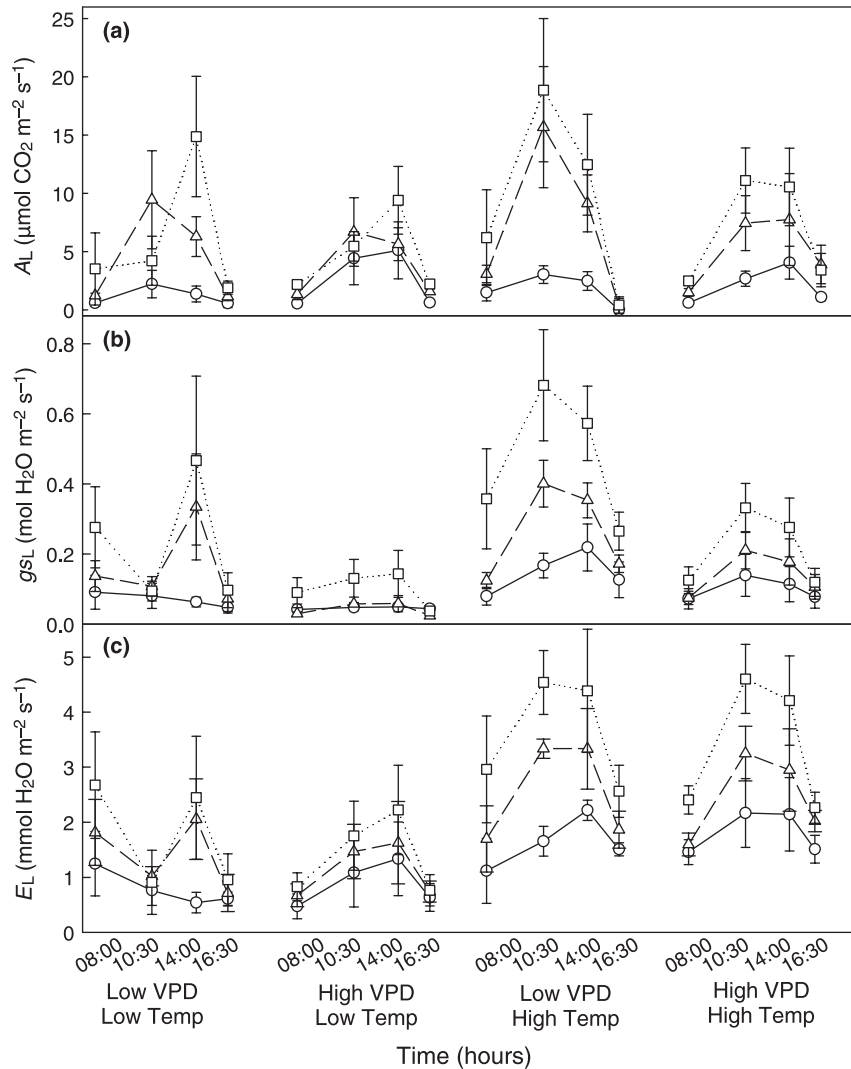 (a)
25
20
15
10
5
0
A_L (µmol CO₂ m⁻² s⁻¹)
(b)
0.8
0.6
0.4
0.2
0.0
gs_L (mol H₂O m⁻² s⁻¹)
(c)
5
4
3
2
1
0
E_L (mmol H₂O m⁻² s⁻¹)
08:00 10:30 14:00 16:30 08:00 10:30 14:00 16:30 08:00 10:30 14:00 16:30 08:00 10:30 14:00 16:30
Low VPD High VPD Low VPD High VPD
Low Temp Low Temp High Temp High Temp
Time (hours)